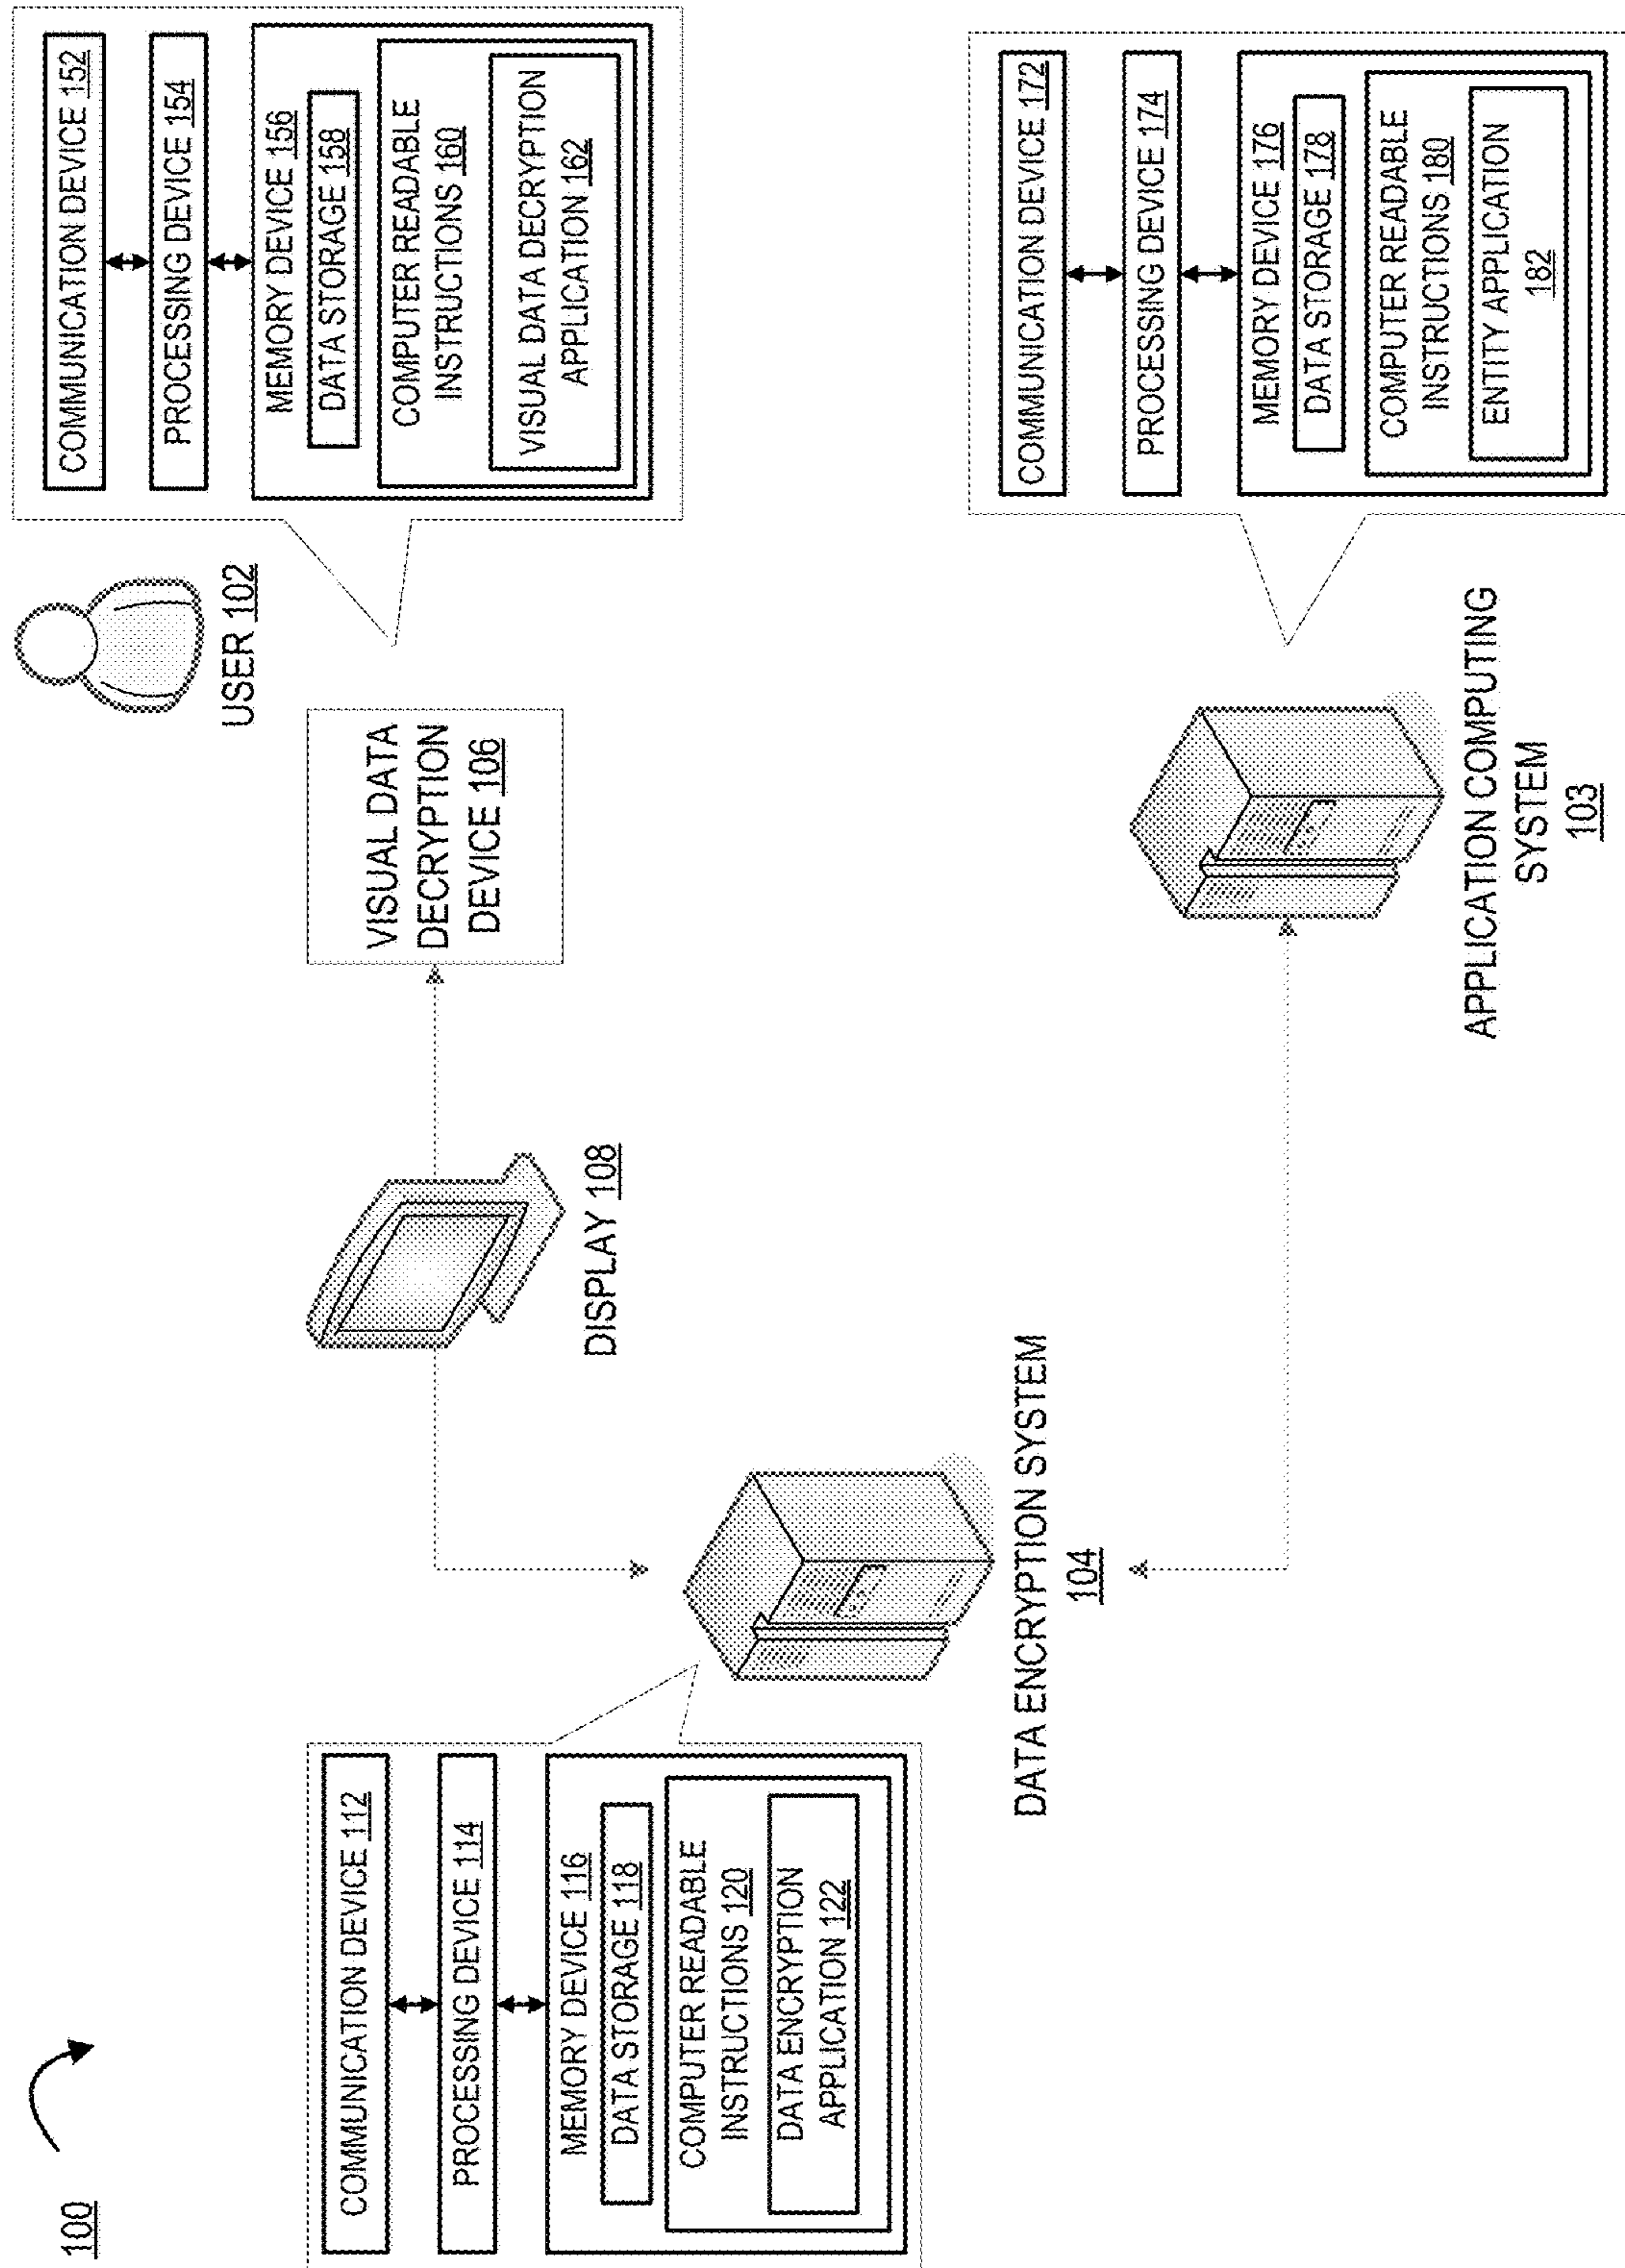 100
COMMUNICATION DEVICE 112
PROCESSING DEVICE 114
MEMORY DEVICE 116
DATA STORAGE 118
COMPUTER READABLE
INSTRUCTIONS 120
DATA ENCRYPTION
APPLICATION 122
DATA ENCRYPTION SYSTEM
104
DISPLAY 108
VISUAL DATA
DECRYPTION
DEVICE 106
USER 102
COMMUNICATION DEVICE 152
PROCESSING DEVICE 154
MEMORY DEVICE 156
DATA STORAGE 158
COMPUTER READABLE
INSTRUCTIONS 160
VISUAL DATA DECRYPTION
APPLICATION 162
APPLICATION COMPUTING
SYSTEM
103
COMMUNICATION DEVICE 172
PROCESSING DEVICE 174
MEMORY DEVICE 176
DATA STORAGE 178
COMPUTER READABLE
INSTRUCTIONS 180
ENTITY APPLICATION
182